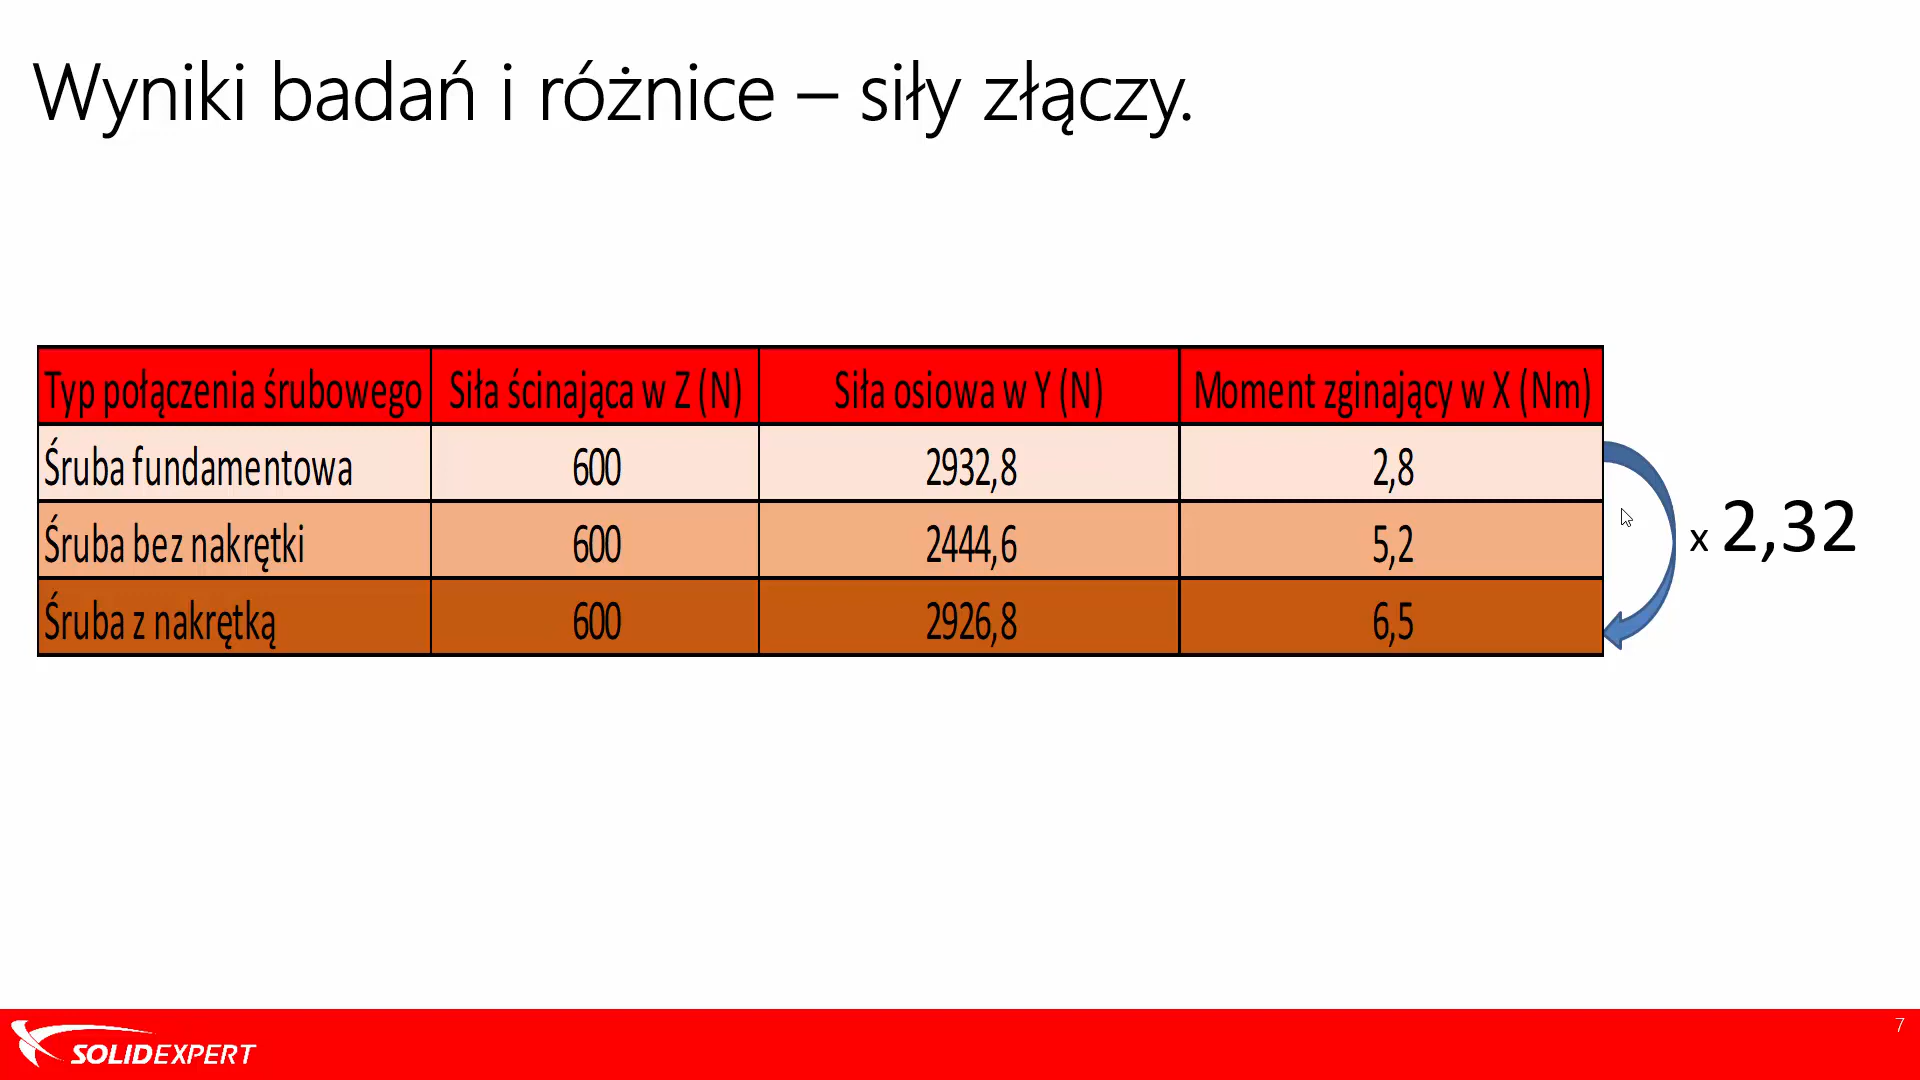 Wyniki badań i różnice – siły złączy.
Typ połączenia śrubowego Siła ścinająca w Z (N) Siła osiowa w Y (N) Moment zginający w X (Nm)
Śruba fundamentowa 600 2932,8 2,8
Śruba bez nakrętki 600 2444,6 5,2
x 2,32
Śruba z nakrętką 600 2926,8 6,5
7
SOLIDEXPERT